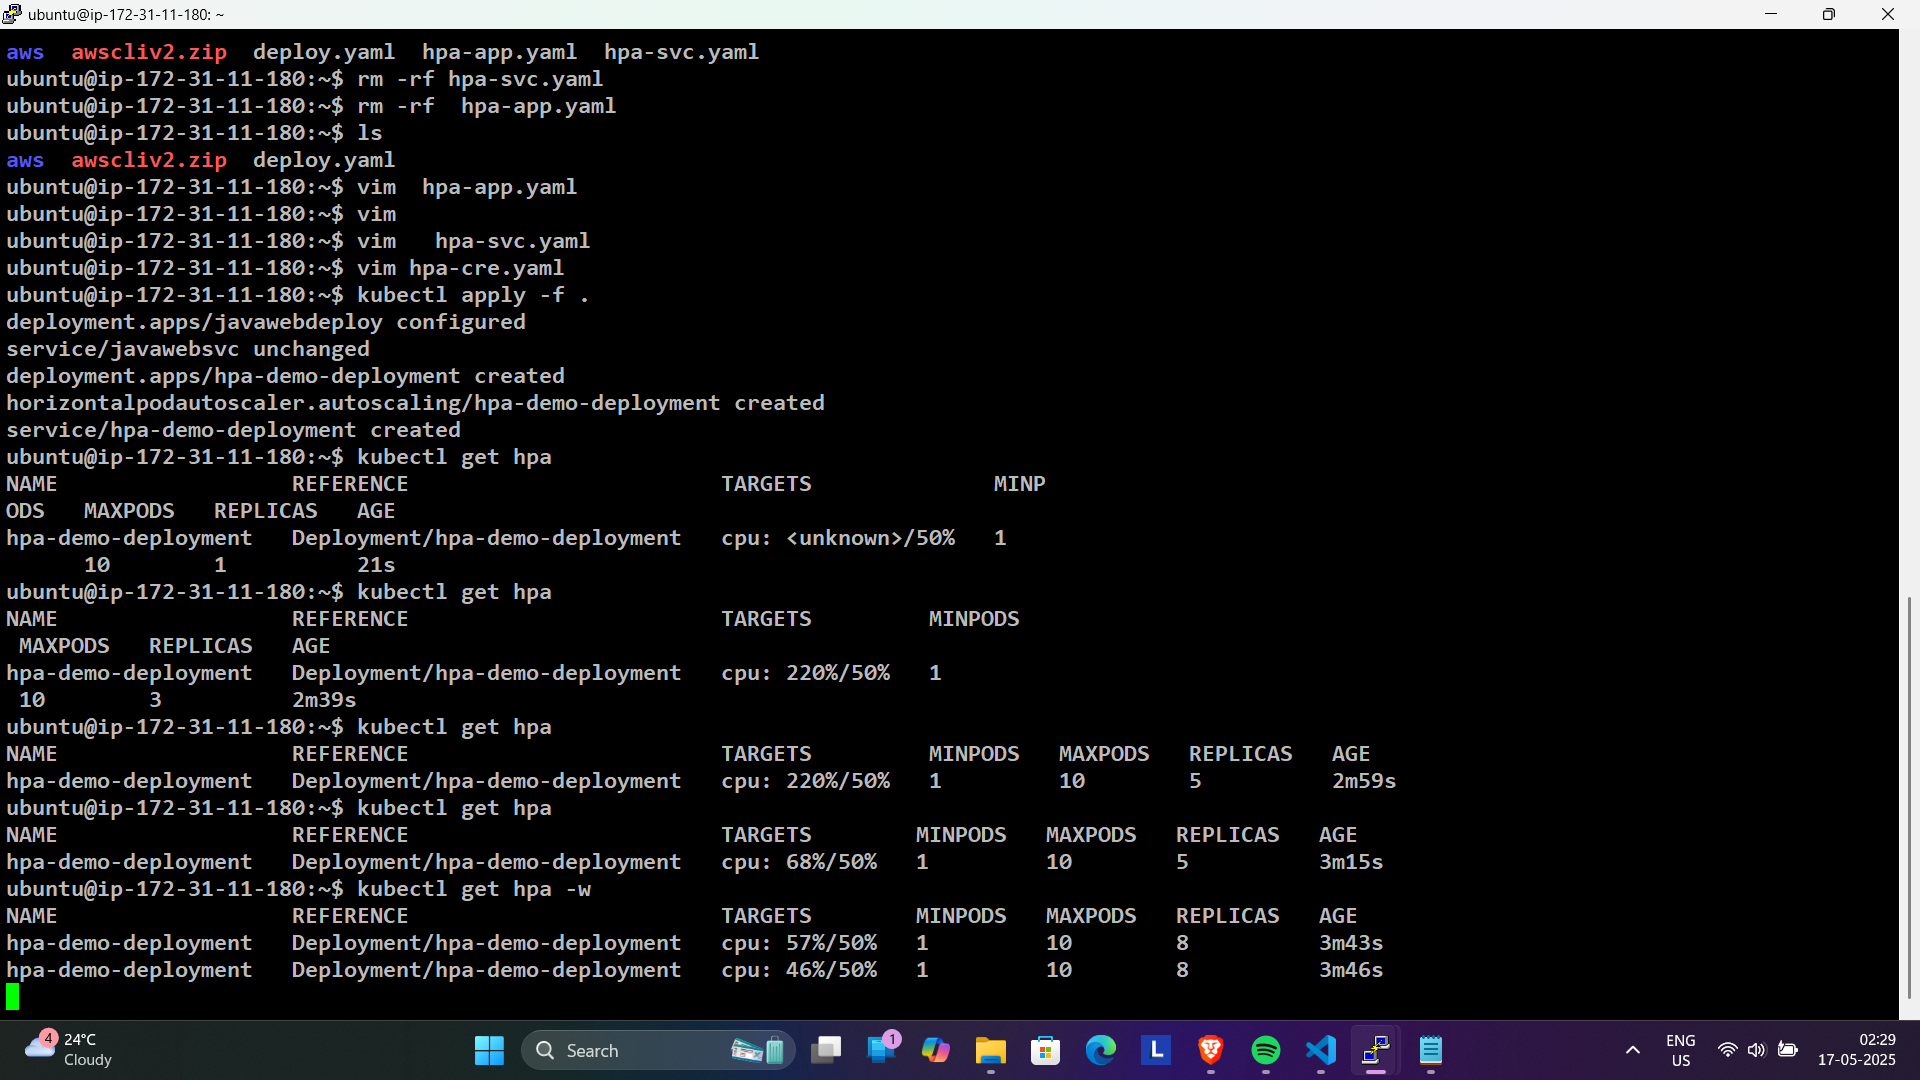 ubuntu@ip-172-31-11-180: ~
aws  awscliv2.zip  deploy.yaml  hpa-app.yaml  hpa-svc.yaml
ubuntu@ip-172-31-11-180:~$ rm -rf hpa-svc.yaml
ubuntu@ip-172-31-11-180:~$ rm -rf  hpa-app.yaml
ubuntu@ip-172-31-11-180:~$ ls
aws  awscliv2.zip  deploy.yaml
ubuntu@ip-172-31-11-180:~$ vim  hpa-app.yaml
ubuntu@ip-172-31-11-180:~$ vim
ubuntu@ip-172-31-11-180:~$ vim   hpa-svc.yaml
ubuntu@ip-172-31-11-180:~$ vim hpa-cre.yaml
ubuntu@ip-172-31-11-180:~$ kubectl apply -f .
deployment.apps/javawebdeploy configured
service/javawebsvc unchanged
deployment.apps/hpa-demo-deployment created
horizontalpodautoscaler.autoscaling/hpa-demo-deployment created
service/hpa-demo-deployment created
ubuntu@ip-172-31-11-180:~$ kubectl get hpa
NAME                  REFERENCE                        TARGETS              MINP
ODS   MAXPODS   REPLICAS   AGE
hpa-demo-deployment   Deployment/hpa-demo-deployment   cpu: <unknown>/50%   1
      10        1          21s
ubuntu@ip-172-31-11-180:~$ kubectl get hpa
NAME                  REFERENCE                        TARGETS         MINPODS
 MAXPODS   REPLICAS   AGE
hpa-demo-deployment   Deployment/hpa-demo-deployment   cpu: 220%/50%   1
 10        3          2m39s
ubuntu@ip-172-31-11-180:~$ kubectl get hpa
NAME                  REFERENCE                        TARGETS         MINPODS   MAXPODS   REPLICAS   AGE
hpa-demo-deployment   Deployment/hpa-demo-deployment   cpu: 220%/50%   1         10        5          2m59s
ubuntu@ip-172-31-11-180:~$ kubectl get hpa
NAME                  REFERENCE                        TARGETS        MINPODS   MAXPODS   REPLICAS   AGE
hpa-demo-deployment   Deployment/hpa-demo-deployment   cpu: 68%/50%   1         10        5          3m15s
ubuntu@ip-172-31-11-180:~$ kubectl get hpa -w
NAME                  REFERENCE                        TARGETS        MINPODS   MAXPODS   REPLICAS   AGE
hpa-demo-deployment   Deployment/hpa-demo-deployment   cpu: 57%/50%   1         10        8          3m43s
hpa-demo-deployment   Deployment/hpa-demo-deployment   cpu: 46%/50%   1         10        8          3m46s
4 24°C
Cloudy
Search
1
L
ENG
US
02:29
17-05-2025